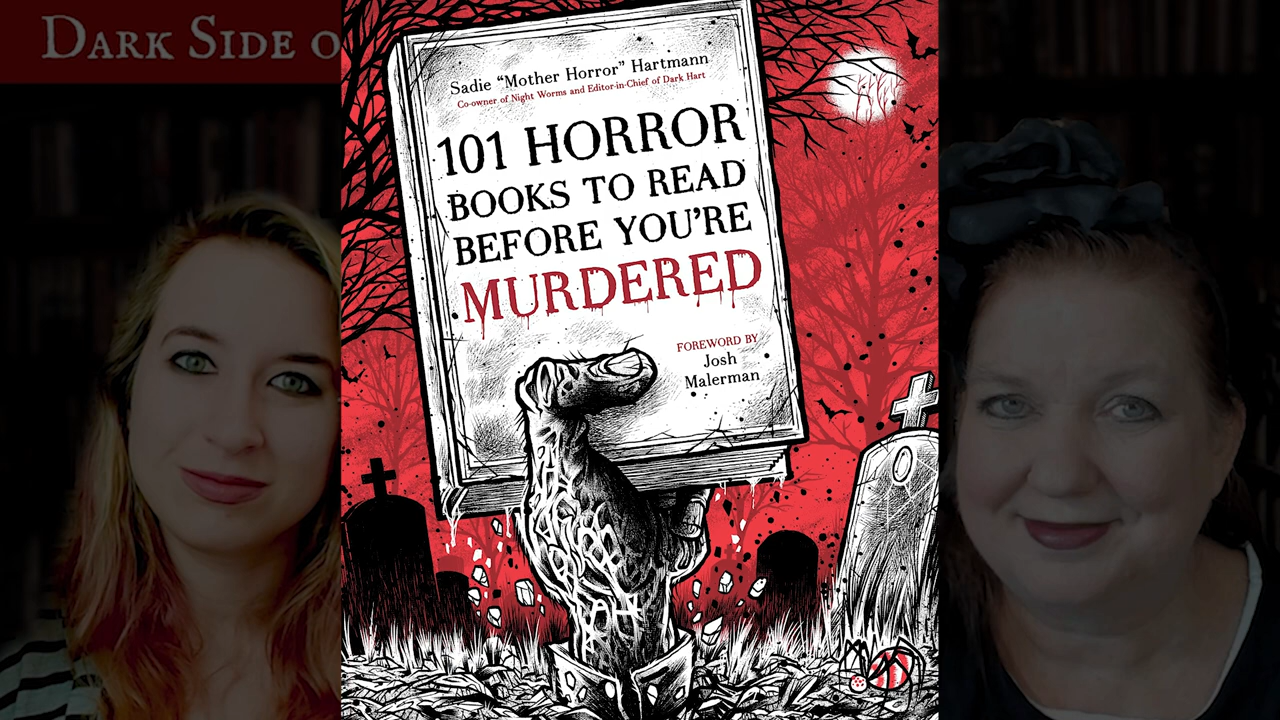 DARK SIDE O
Sadie “Mother Horror” Hartmann
Co-owner of Night Worms and Editor-in-Chief of Dark Hart
101 HORROR
BOOKS TO READ
BEFORE YOU’RE
MURDERED
FOREWORD BY
Josh
Malerman